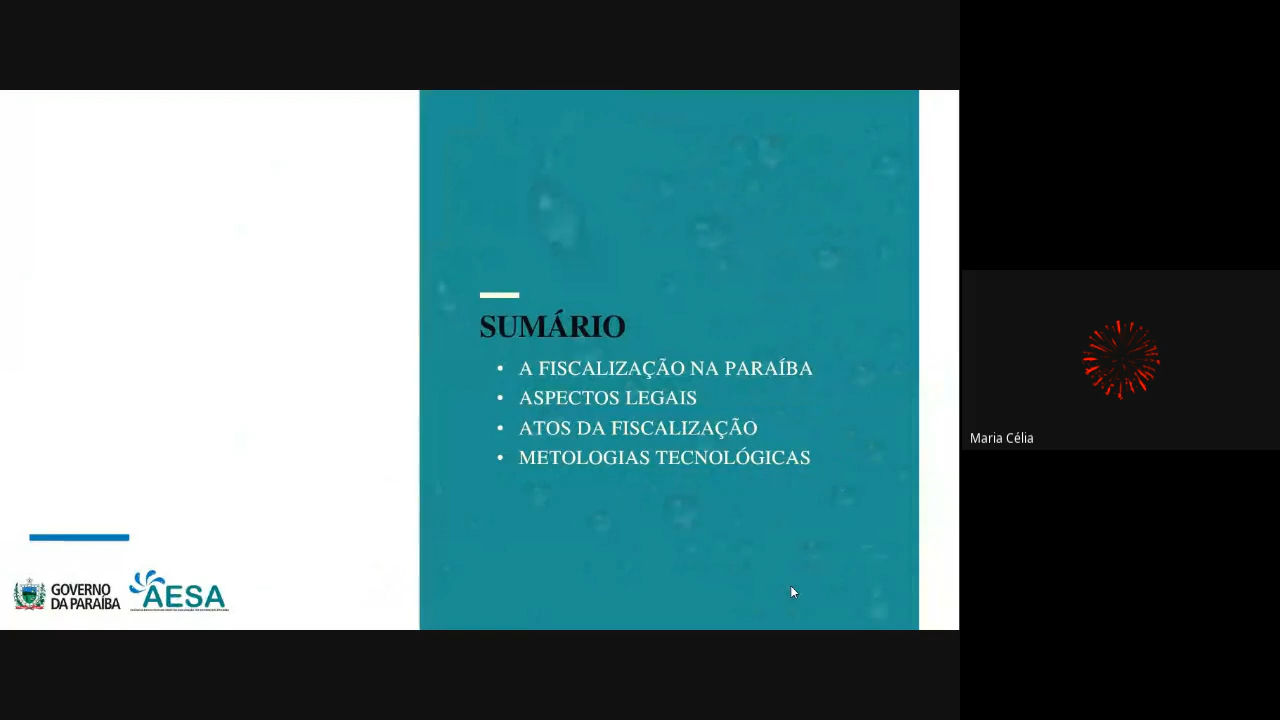 SUMÁRIO
• A FISCALIZAÇÃO NA PARAÍBA
• ASPECTOS LEGAIS
• ATOS DA FISCALIZAÇÃO
• METOLOGIAS TECNOLÓGICAS
GOVERNO
DA PARAÍBA
AESA
Maria Célia